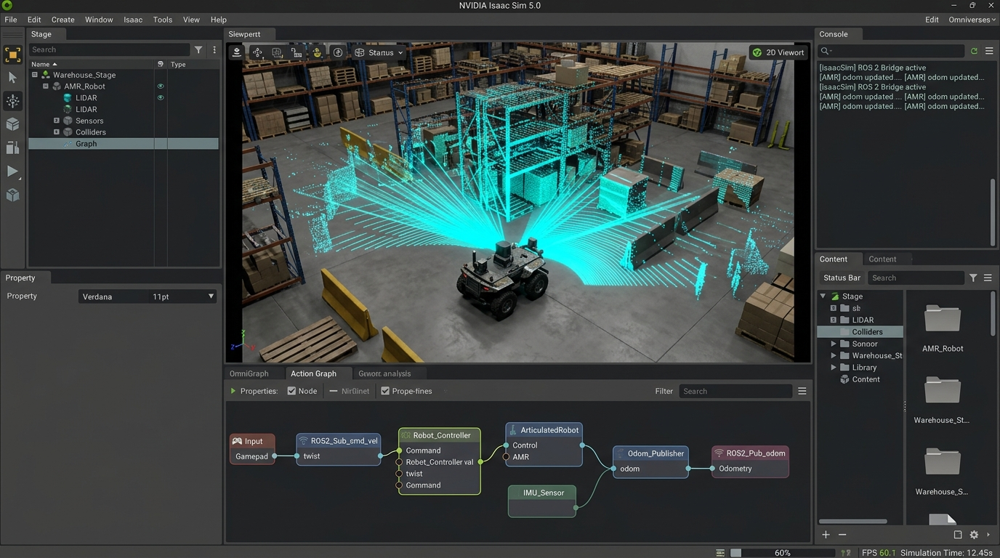 NVIDIA Isaac Sim 5.0
File Edit Create Window Isaac Tools View Help
Edit Omniverses
Stage
Search
Name Type
Warehouse_Stage
AMR_Robot
LIDAR
LIDAR
Sensors
Colliders
Graph
Property
Property Verdana 11pt
Siewpertt
Startus
2D Viewort
OmniGraph Action Graph
analysis
Properties: Node
Prope-fines
Filter Search
Input
Gamepad
ROS2_Sub_smd_vel
twist
Robot_Controller
Command
Robot_Controller val
twist
Gommand
ArticulatedRobot
Control
AMR
IMU_Sensor
Odom_Publisher
odom
ROS2_Pub_odom
Odometry
Console
[IsaacSim] ROS 2 Bridge active
[AMR] odom updated.... [AMR] odom updated...
[IsaacSim] ROS 2 Bridge active
[AMR] odom updated.... [AMR] odom updated...
[AMR] odom updated.... [AMR] odom updated...
Content Content
Status Bar Search
Stage
LIDAR
Colliders
Sonoor
Warehouse_St
Library
Content
AMR_Robot
Warehouse_St...
Warehouse_S...
60%
FPS 60.1 Simulation Time: 12.45s